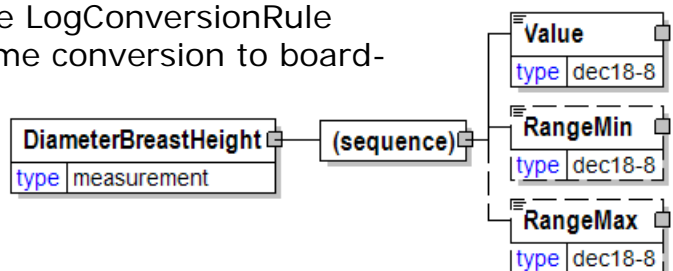 e LogConversionRule
me conversion to board-
Value
type dec18-8
DiameterBreastHeight
type measurement
(sequence)
RangeMin
type dec18-8
RangeMax
type dec18-8